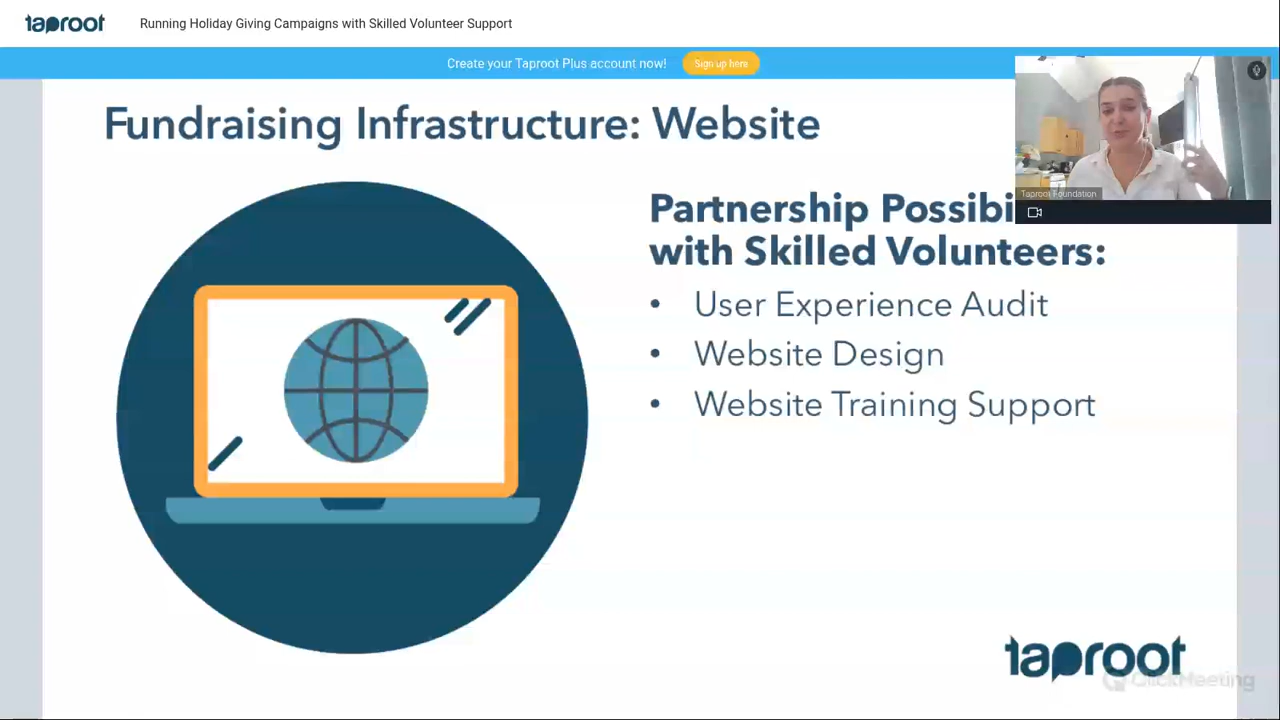 taproot
Running Holiday Giving Campaigns with Skilled Volunteer Support
Create your Taproot Plus account now! Sign up here
Fundraising Infrastructure: Website
Taproot Foundation
Partnership
with Skilled Volunteers:
• User Experience Audit
• Website Design
• Website Training Support
taproot
ClickMeeting